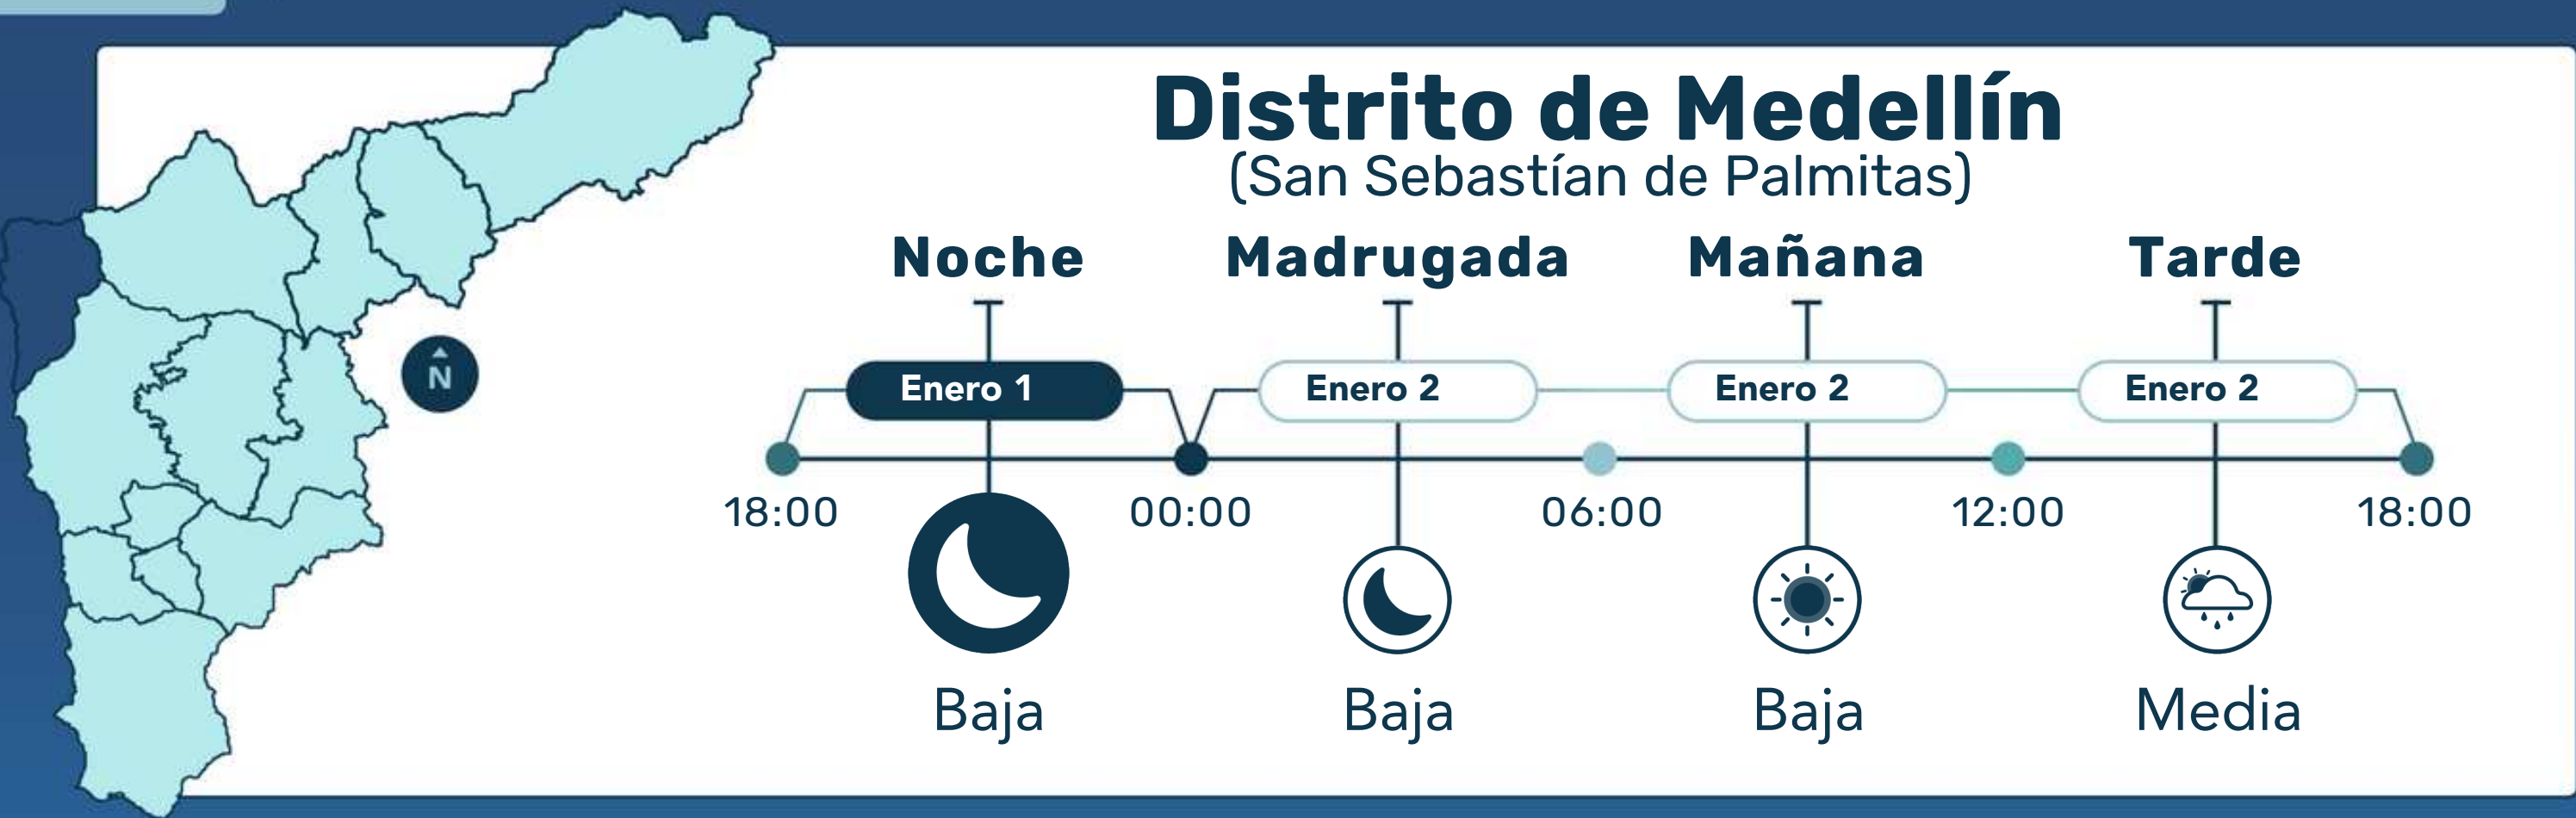 Distrito de Medellín
(San Sebastían de Palmitas)
Noche Madrugada Mañana Tarde
N
Enero 1 Enero 2 Enero 2 Enero 2
18:00 00:00 06:00 12:00 18:00
Baja Baja Baja Media